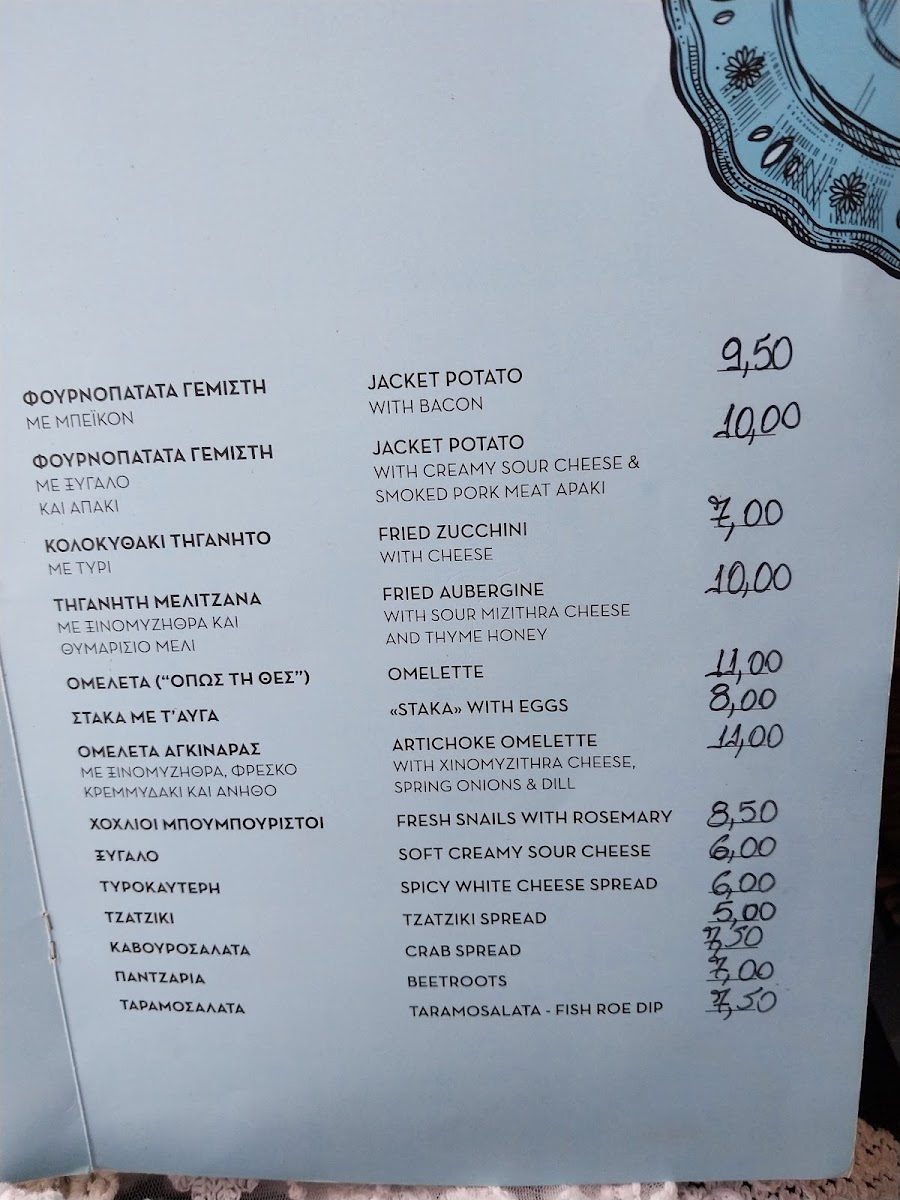 ΦΟΥΡΝΟΠΑΤΑΤΑ ΓΕΜΙΣΤΗ JACKET POTATO 9,50
ΜΕ ΜΠΕΪΚΟΝ WITH BACON
ΦΟΥΡΝΟΠΑΤΑΤΑ ΓΕΜΙΣΤΗ JACKET POTATO 10,00
ΜΕ ΞΥΓΑΛΟ WITH CREAMY SOUR CHEESE &
ΚΑΙ ΑΠΑΚΙ SMOKED PORK MEAT APAKI
ΚΟΛΟΚΥΘΑΚΙ ΤΗΓΑΝΗΤΟ FRIED ZUCCHINI 7,00
ΜΕ ΤΥΡΙ WITH CHEESE
ΤΗΓΑΝΗΤΗ ΜΕΛΙΤΖΑΝΑ FRIED AUBERGINE 10,00
ΜΕ ΞΙΝΟΜΥΖΗΘΡΑ ΚΑΙ WITH SOUR MIZITHRA CHEESE
ΘΥΜΑΡΙΣΙΟ ΜΕΛΙ AND THYME HONEY
ΟΜΕΛΕΤΑ (“ΟΠΩΣ ΤΗ ΘΕΣ”) OMELETTE 11,00
ΣΤΑΚΑ ΜΕ Τ’ΑΥΓΑ «STAKA» WITH EGGS 8,00
ΟΜΕΛΕΤΑ ΑΓΚΙΝΑΡΑΣ ARTICHOKE OMELETTE 11,00
ΜΕ ΞΙΝΟΜΥΖΗΘΡΑ, ΦΡΕΣΚΟ WITH XINOMYZITHRA CHEESE,
ΚΡΕΜΜΥΔΑΚΙ ΚΑΙ ΑΝΗΘΟ SPRING ONIONS & DILL
ΧΟΧΛΙΟΙ ΜΠΟΥΜΠΟΥΡΙΣΤΟΙ FRESH SNAILS WITH ROSEMARY 8,50
ΞΥΓΑΛΟ SOFT CREAMY SOUR CHEESE 6,00
ΤΥΡΟΚΑΥΤΕΡΗ SPICY WHITE CHEESE SPREAD 6,00
ΤΖΑΤΖΙΚΙ TZATZIKI SPREAD 5,00
ΚΑΒΟΥΡΟΣΑΛΑΤΑ CRAB SPREAD 7,50
ΠΑΝΤΖΑΡΙΑ BEETROOTS 7,00
ΤΑΡΑΜΟΣΑΛΑΤΑ TARAMOSALATA - FISH ROE DIP 7,50